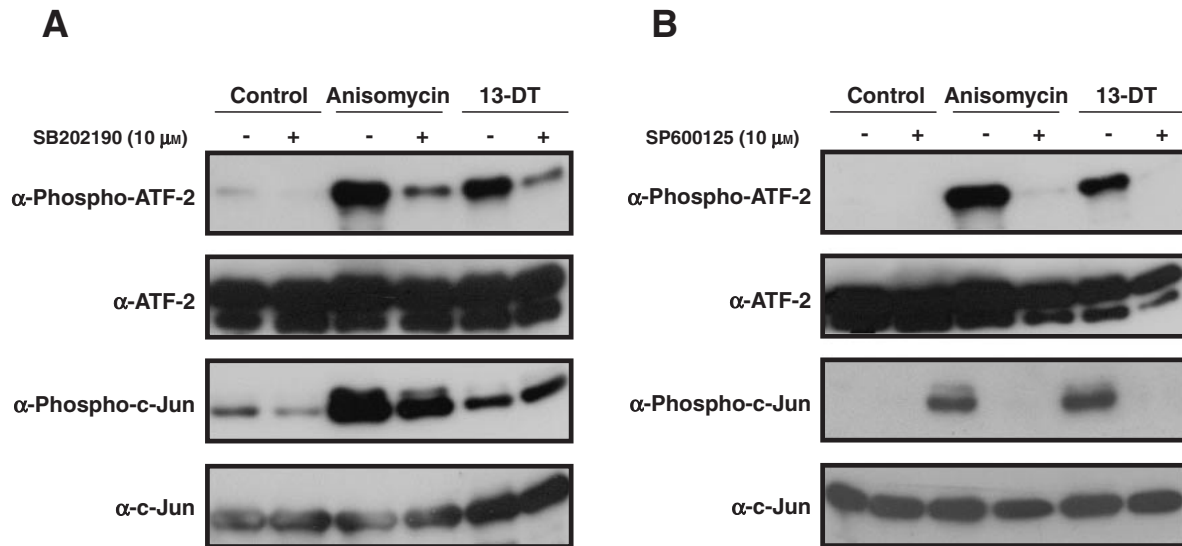 A
Control Anisomycin 13-DT
SB202190 (10 μM) - + - + - +
α-Phospho-ATF-2
α-ATF-2
α-Phospho-c-Jun
α-c-Jun
B
Control Anisomycin 13-DT
SP600125 (10 μM) - + - + - +
α-Phospho-ATF-2
α-ATF-2
α-Phospho-c-Jun
α-c-Jun